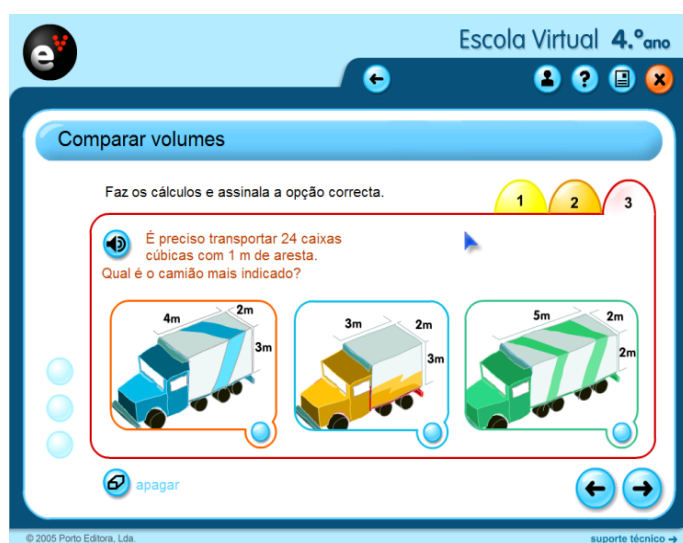 Escola Virtual 4.º ano
e
?
Comparar volumes
Faz os cálculos e assinala a opção correcta.
1 2 3
É preciso transportar 24 caixas
cúbicas com 1 m de aresta.
Qual é o camião mais indicado?
4m 2m 3m
3m 2m 3m
5m 2m 2m
apagar
© 2005 Porto Editora, Lda.
suporte técnico